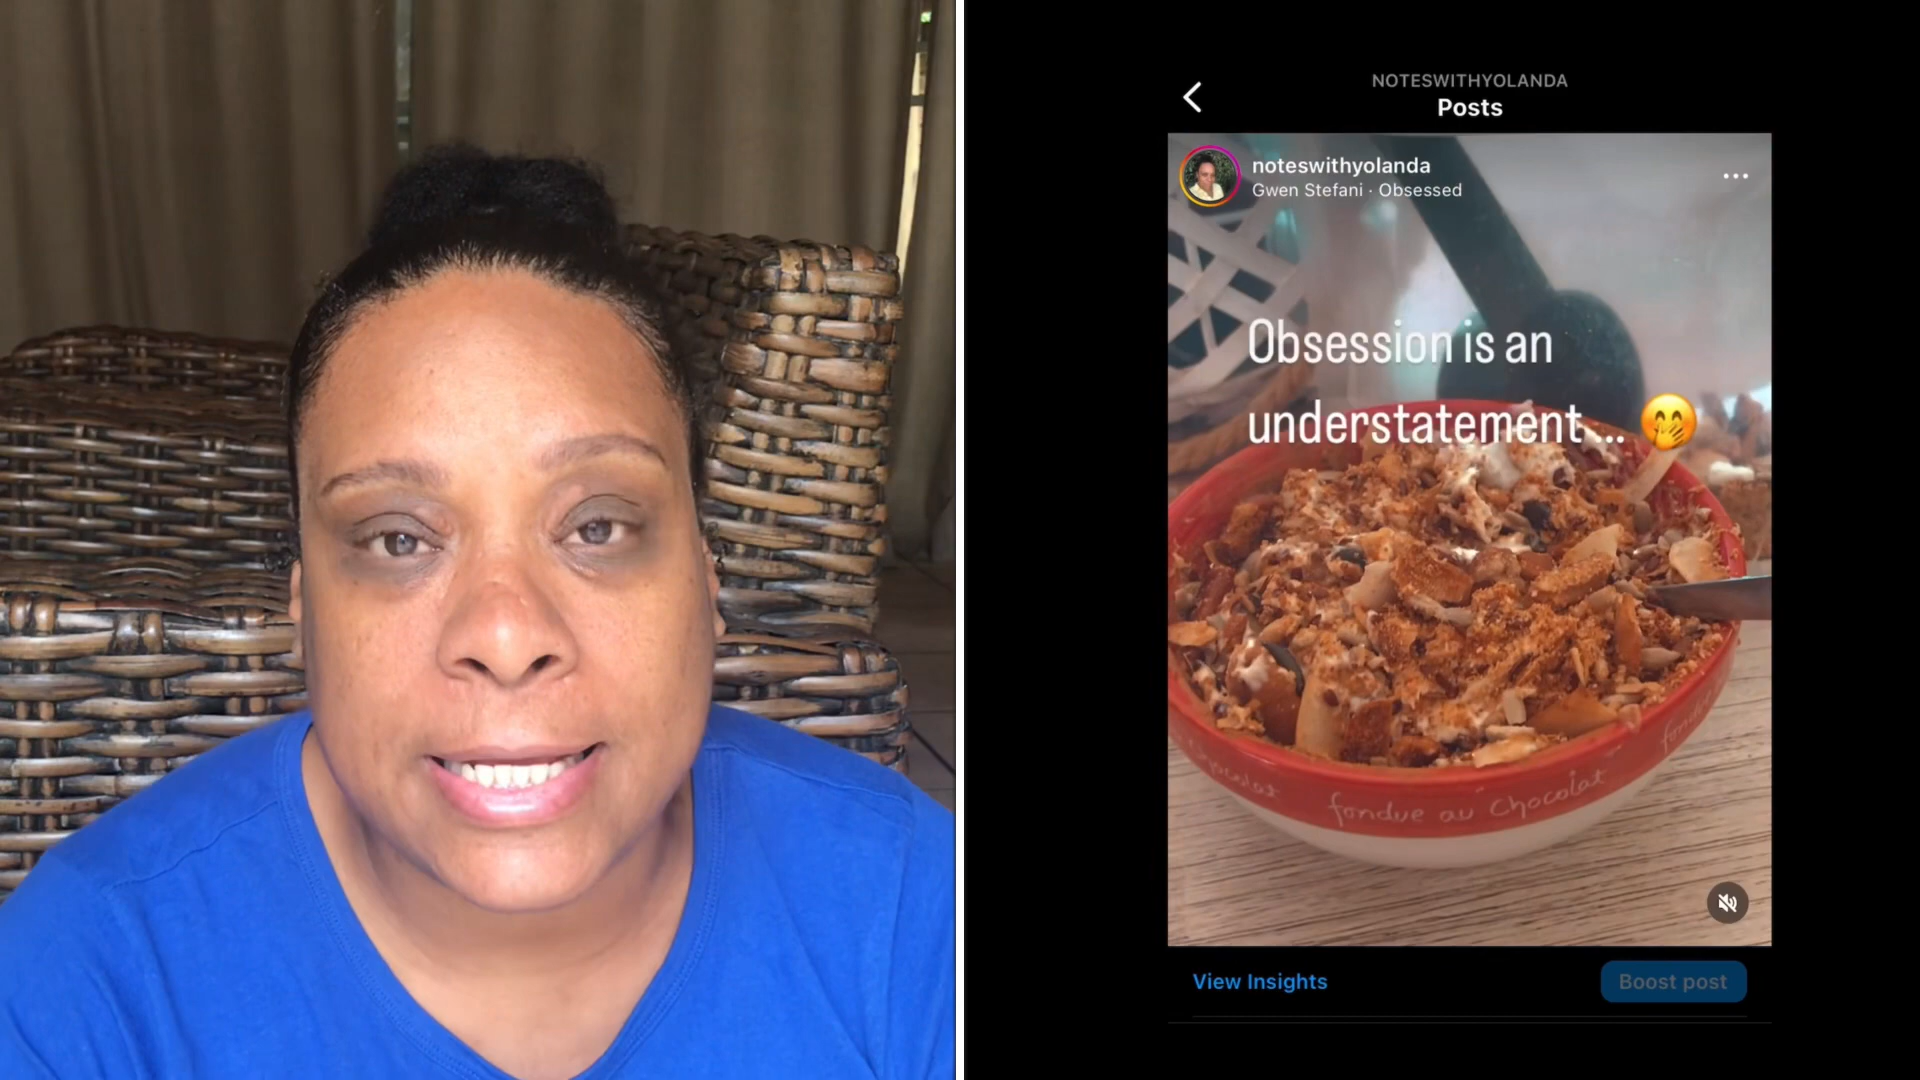 NOTESWITHYOLANDA
Posts
noteswithyolanda
Gwen Stefani · Obsessed
Obsession is an
understatement ... 🤭
fondue au chocolat
View Insights
Boost post